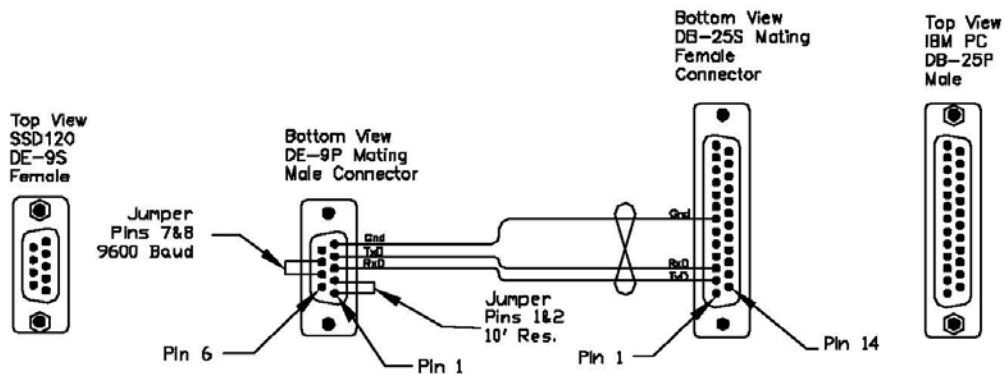 Top View
SSD120
DE-9S
Female
Jumper
Pins 7&8
9600 Baud
Bottom View
DE-9P Mating
Male Connector
Gnd
TxD
RxD
Jumper
Pins 1&2
10' Res.
Pin 6
Pin 1
Bottom View
DB-25S Mating
Female
Connector
Gnd
RxD
TxD
Pin 1
Pin 14
Top View
IBM PC
DB-25P
Male